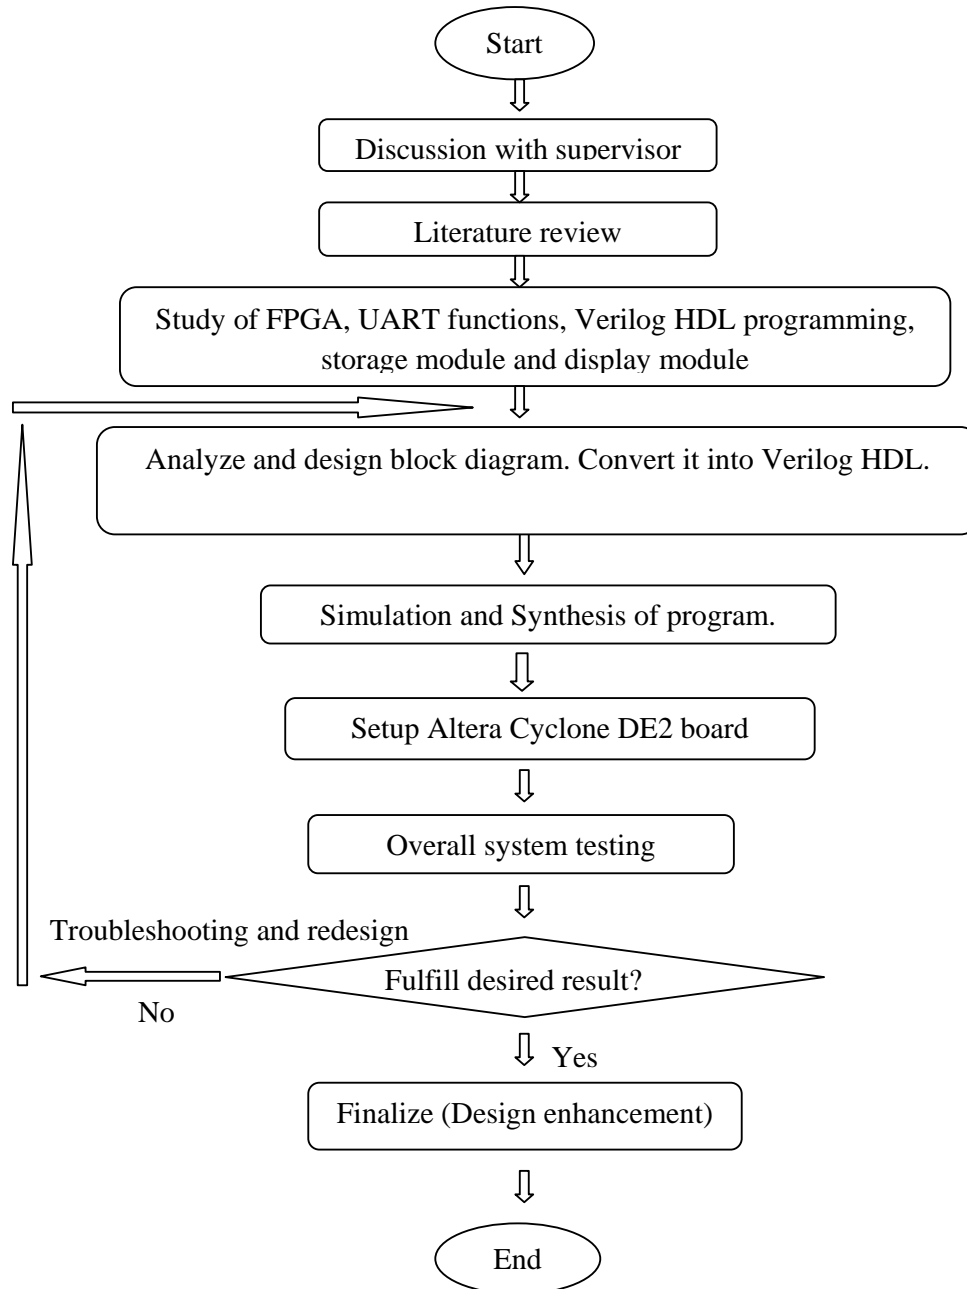 Start
Discussion with supervisor
Literature review
Study of FPGA, UART functions, Verilog HDL programming,
storage module and display module
Analyze and design block diagram. Convert it into Verilog HDL.
Simulation and Synthesis of program.
Setup Altera Cyclone DE2 board
Overall system testing
Troubleshooting and redesign
Fulfill desired result?
No
Yes
Finalize (Design enhancement)
End